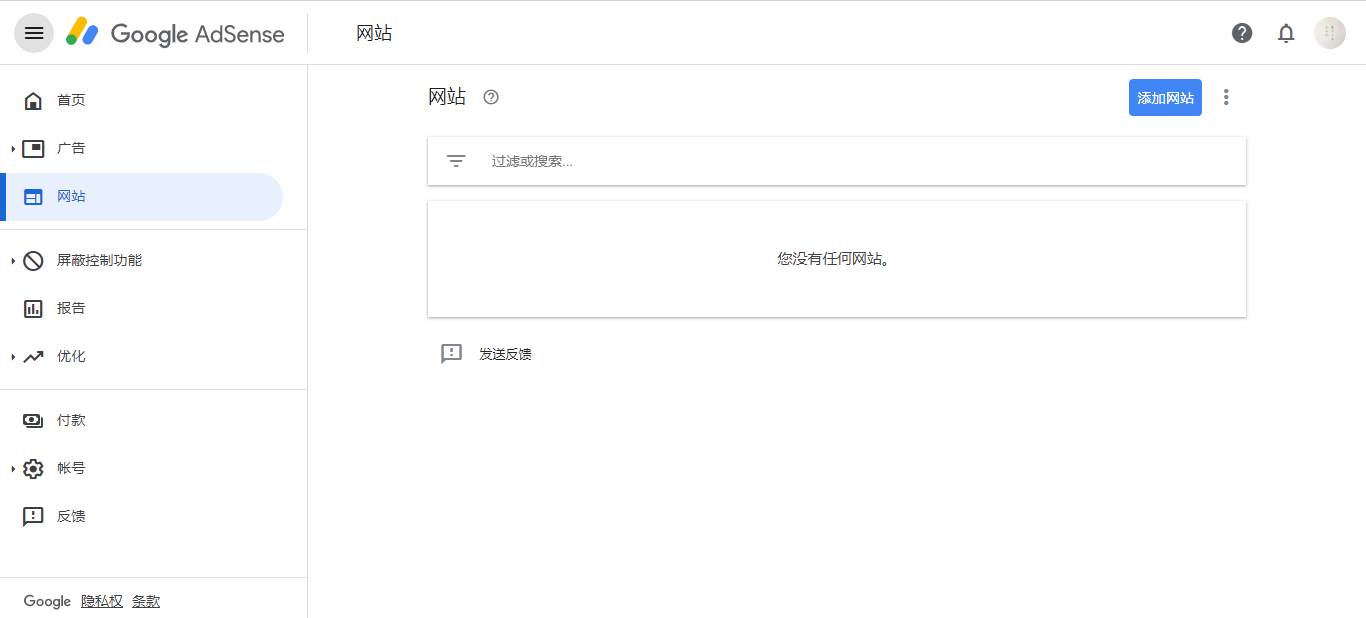 Google AdSense
网站
首页
广告
网站
屏蔽控制功能
报告
优化
付款
帐号
反馈
Google 隐私权 条款
网站
添加网站
过滤或搜索...
您没有任何网站。
发送反馈